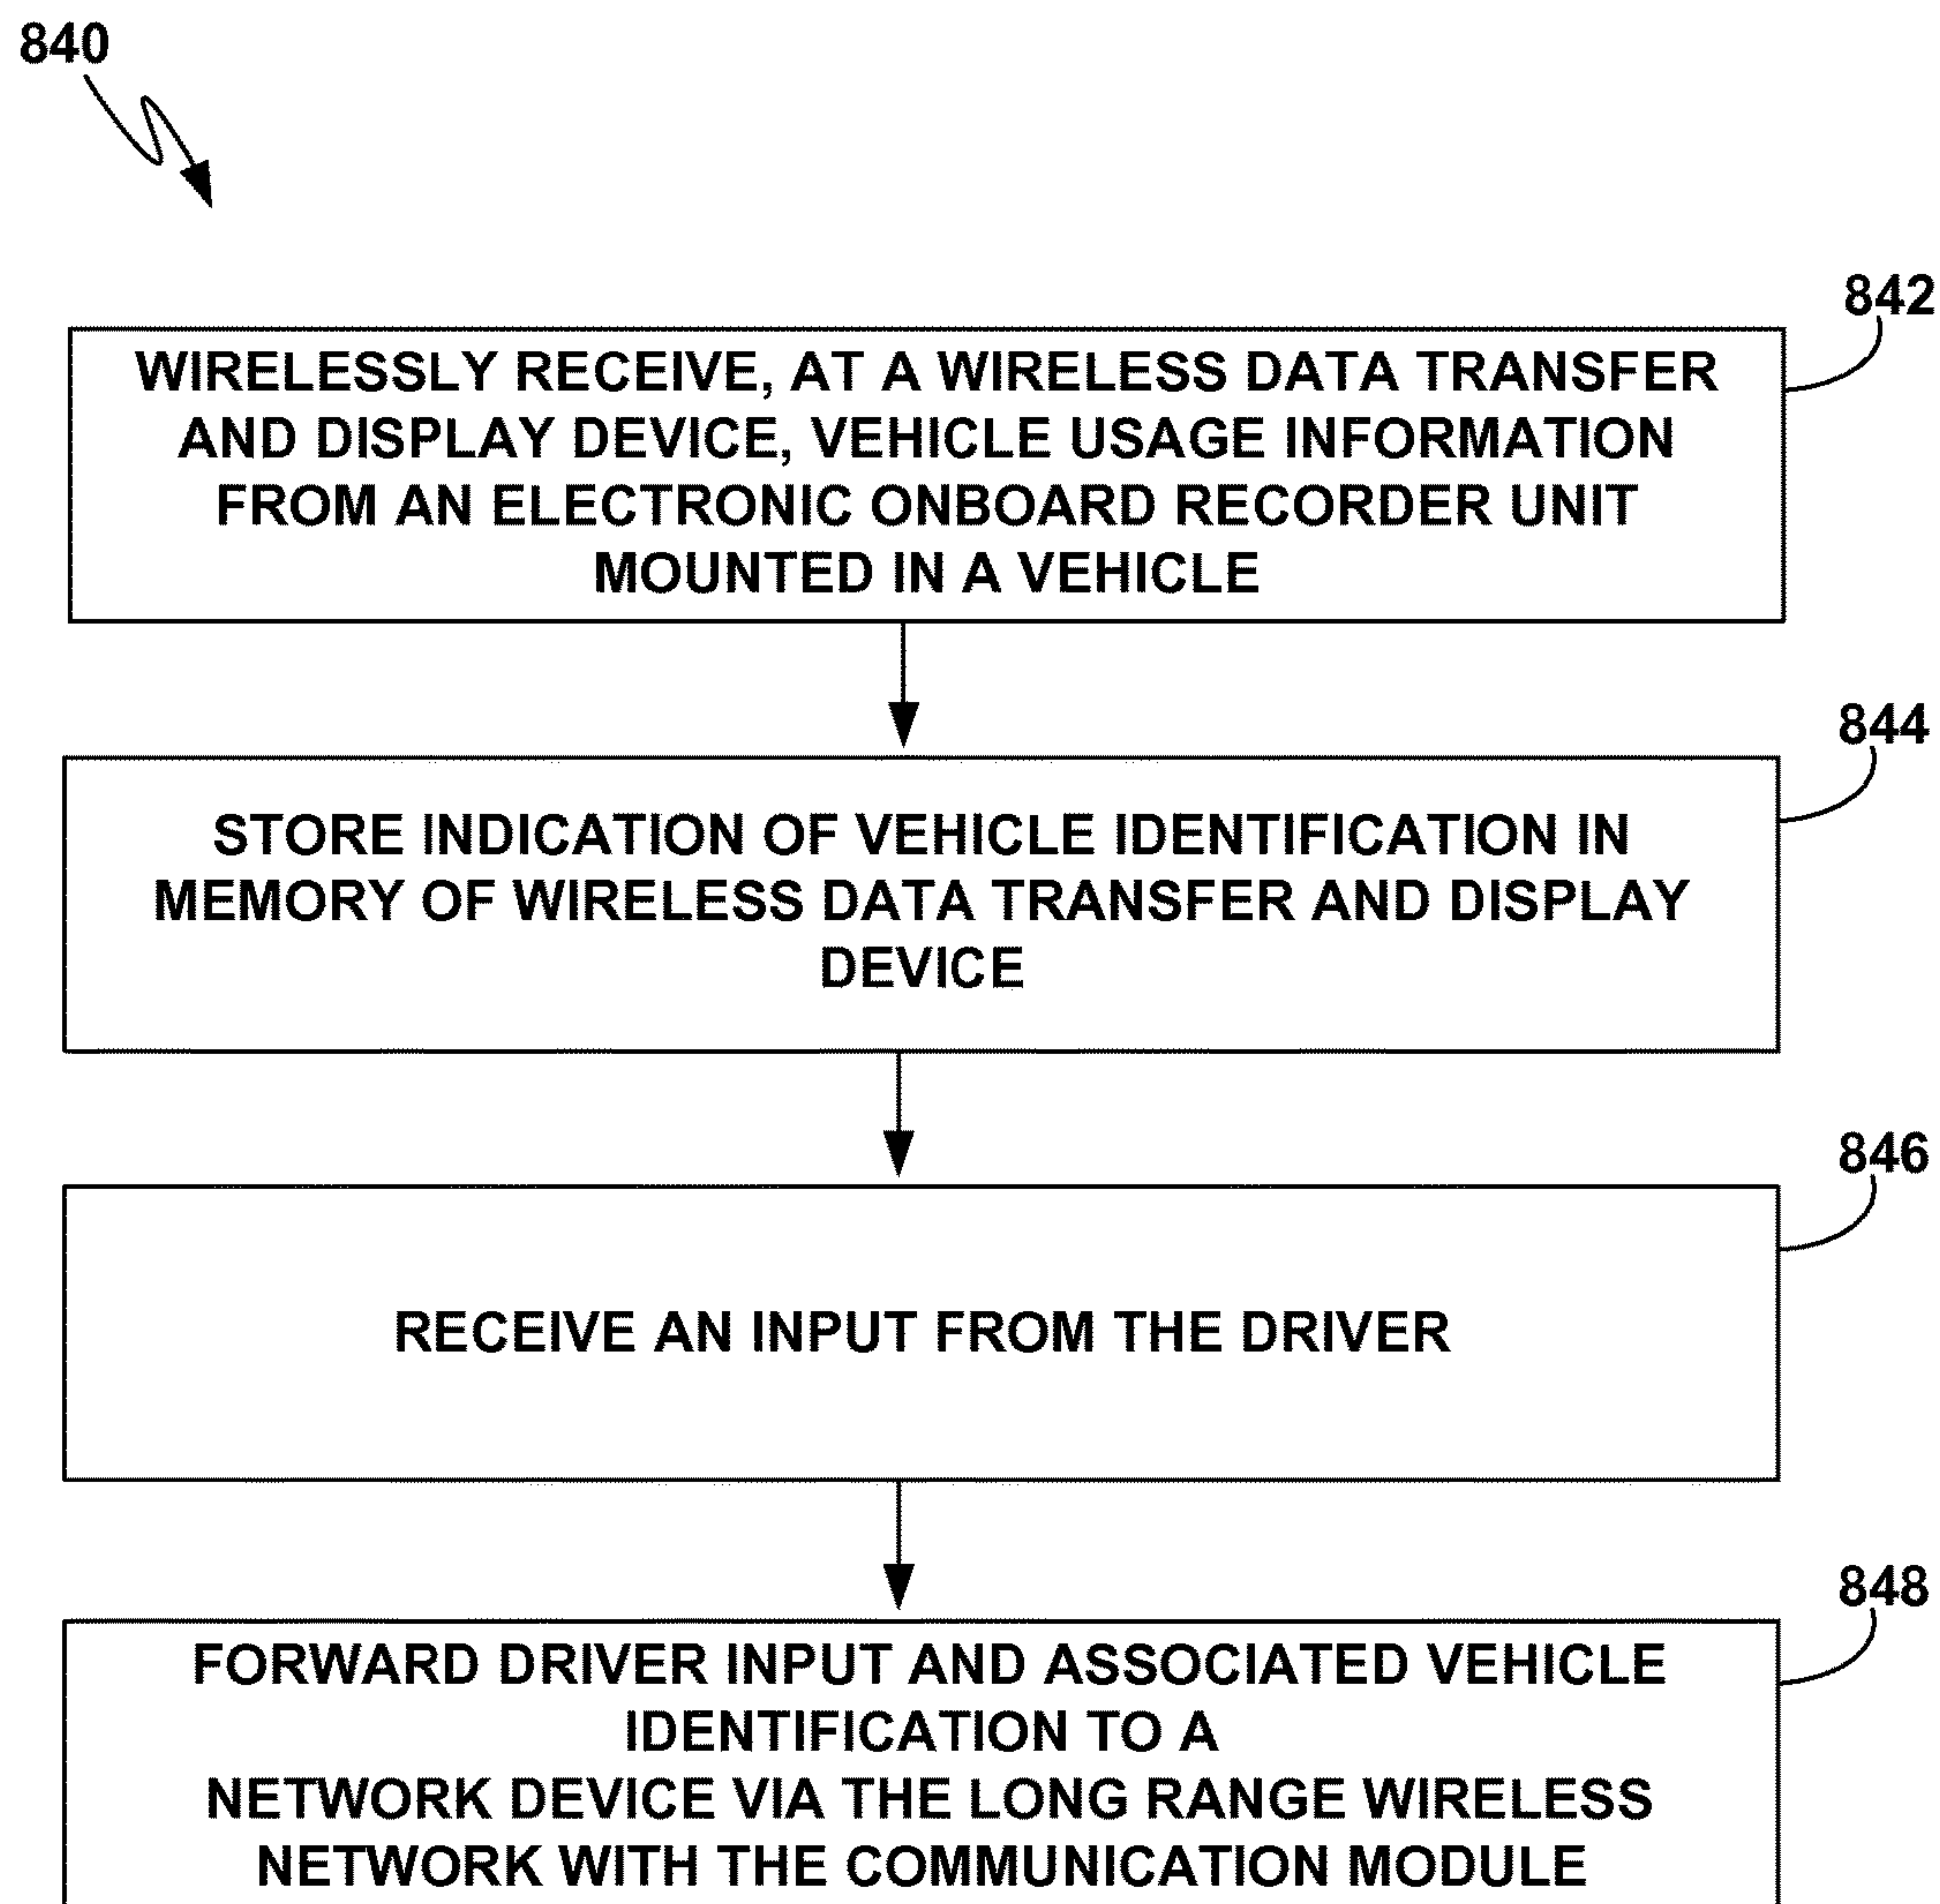 840
842
WIRELESSLY RECEIVE, AT A WIRELESS DATA TRANSFER
AND DISPLAY DEVICE, VEHICLE USAGE INFORMATION
FROM AN ELECTRONIC ONBOARD RECORDER UNIT
MOUNTED IN A VEHICLE
844
STORE INDICATION OF VEHICLE IDENTIFICATION IN
MEMORY OF WIRELESS DATA TRANSFER AND DISPLAY
DEVICE
846
RECEIVE AN INPUT FROM THE DRIVER
848
FORWARD DRIVER INPUT AND ASSOCIATED VEHICLE
IDENTIFICATION TO A
NETWORK DEVICE VIA THE LONG RANGE WIRELESS
NETWORK WITH THE COMMUNICATION MODULE